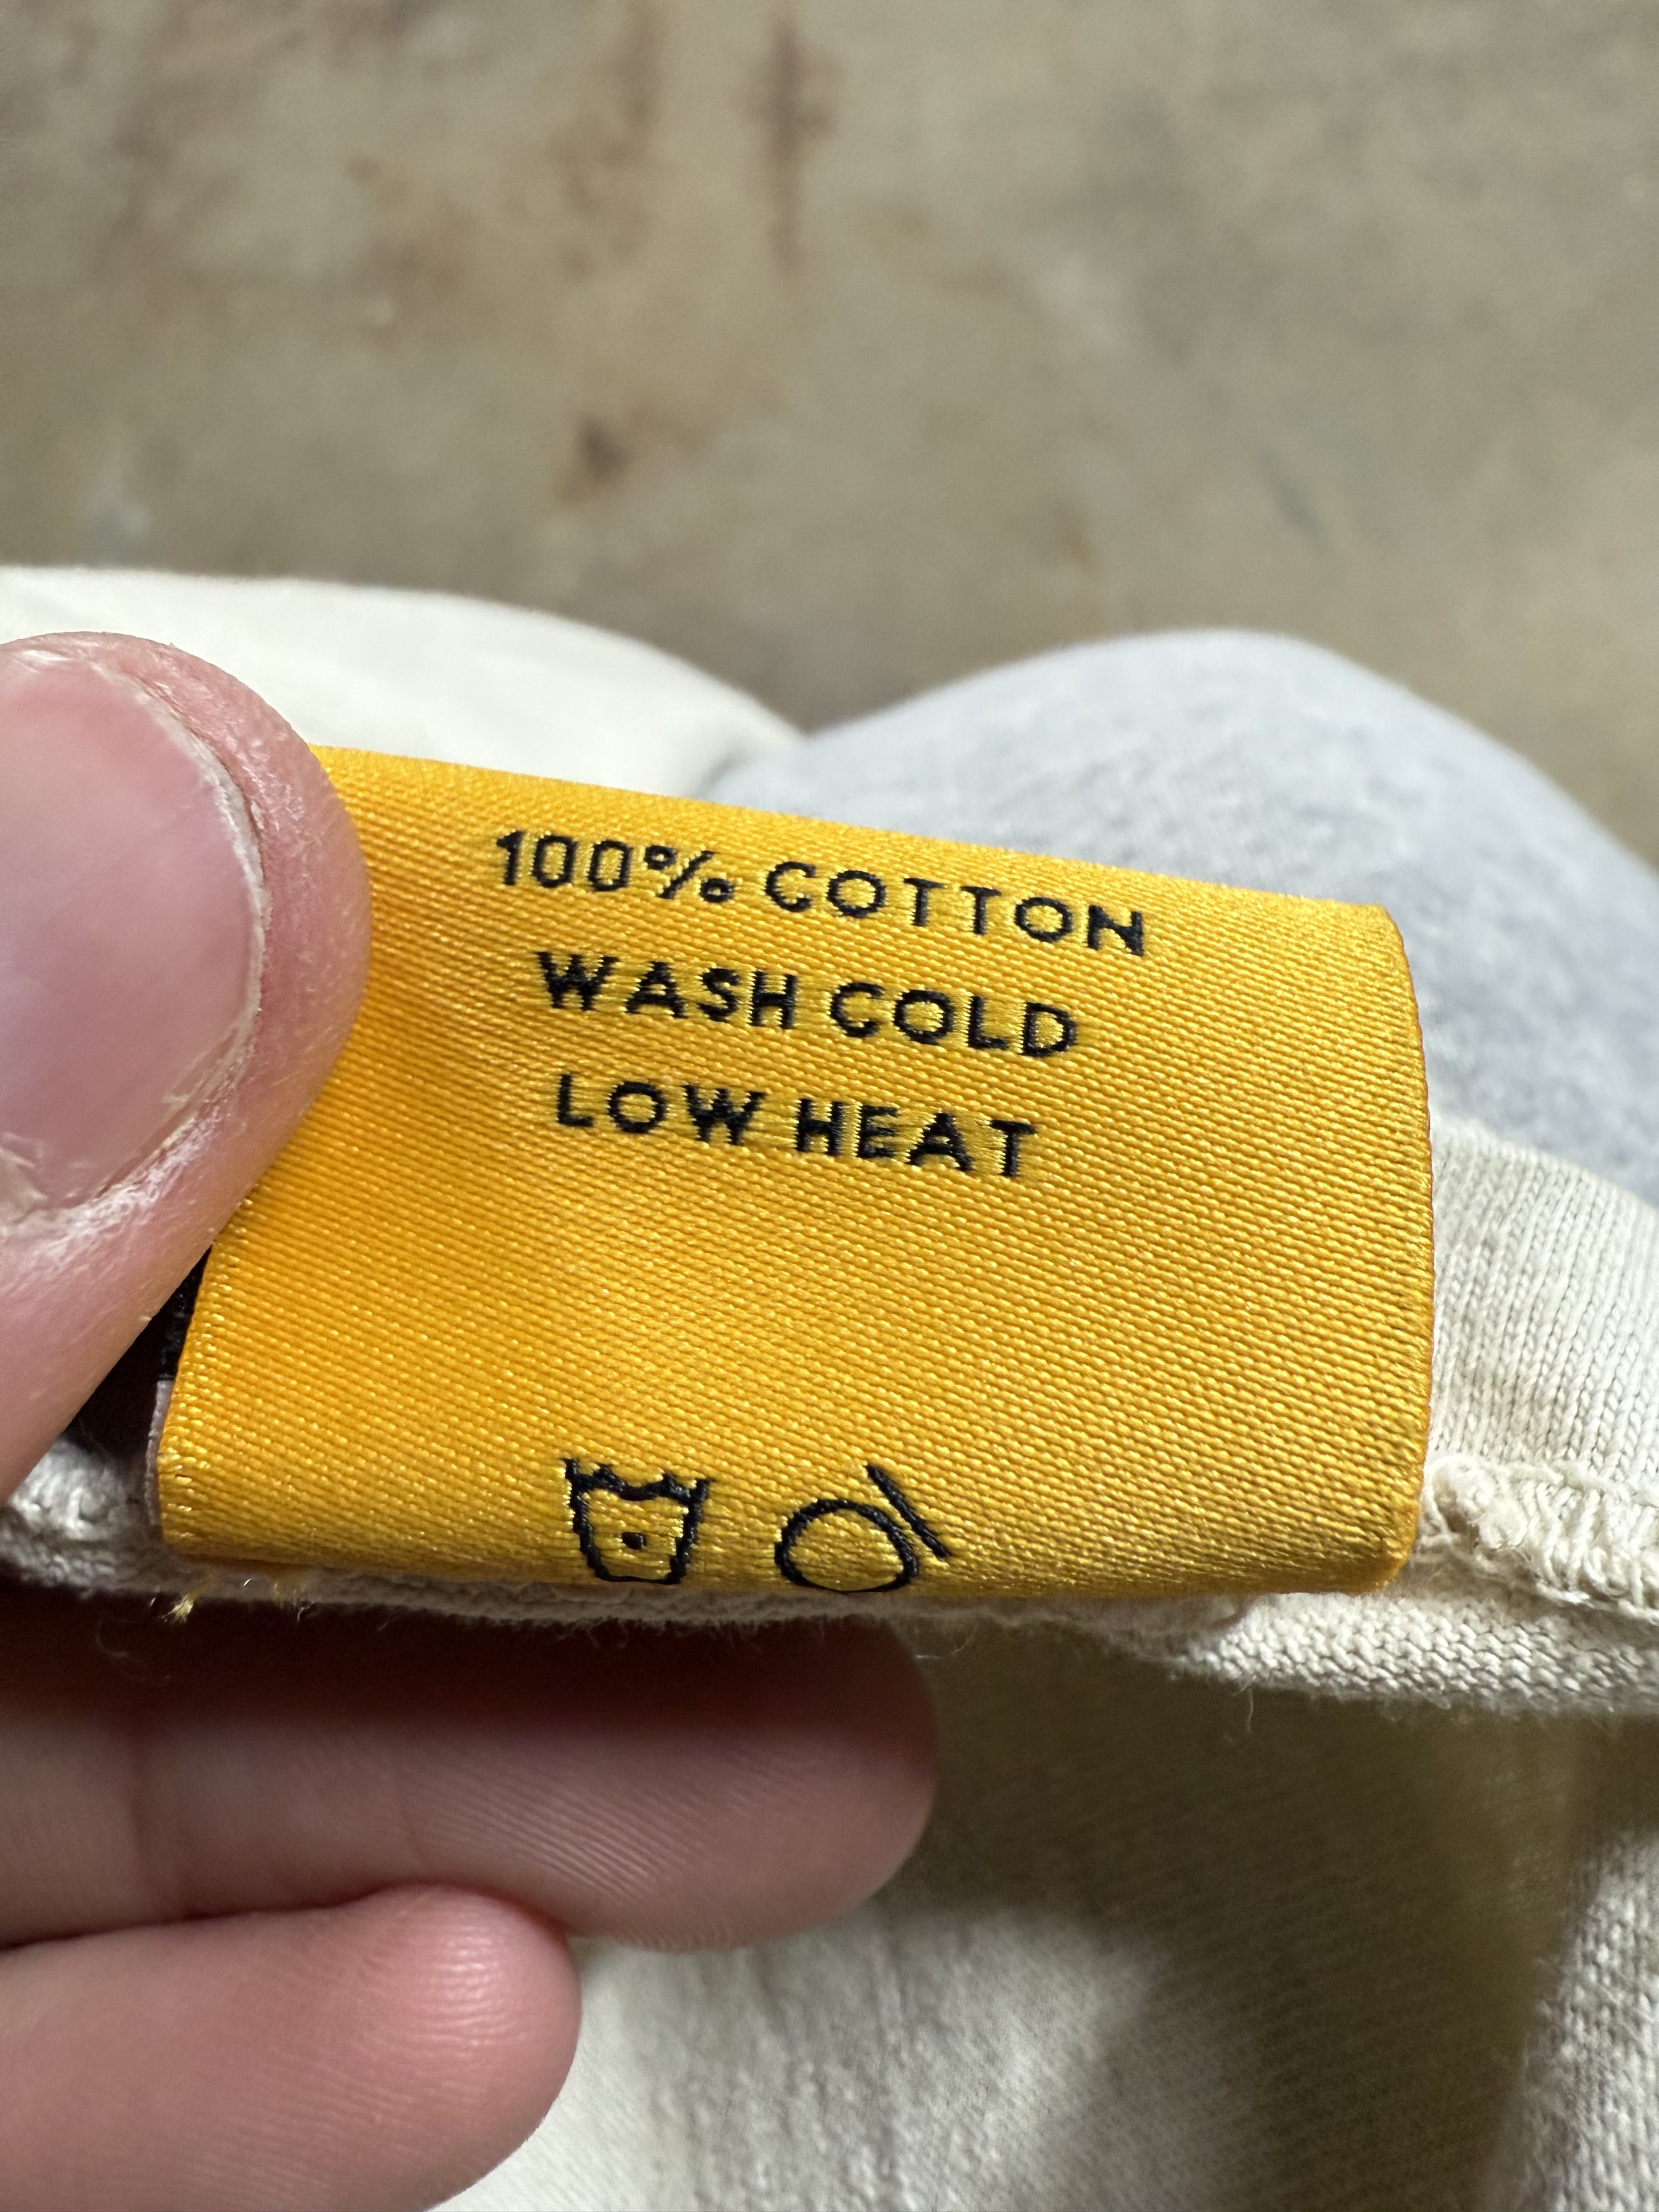 100% COTTON
WASH COLD
LOW HEAT